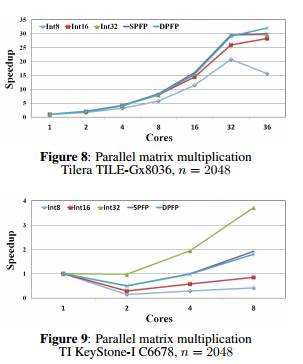 35
Int8 Int16 Int32 SPFP DPFP
30
25
20
15
10
5
0
Speedup
1 2 4 8 16 32 36
Cores
Figure 8: Parallel matrix multiplication
Tilera TILE-Gx8036, n = 2048
4
Int8 Int16 Int32 SPFP DPFP
3
2
1
0
Speedup
1 2 4 8
Cores
Figure 9: Parallel matrix multiplication
TI KeyStone-I C6678, n = 2048